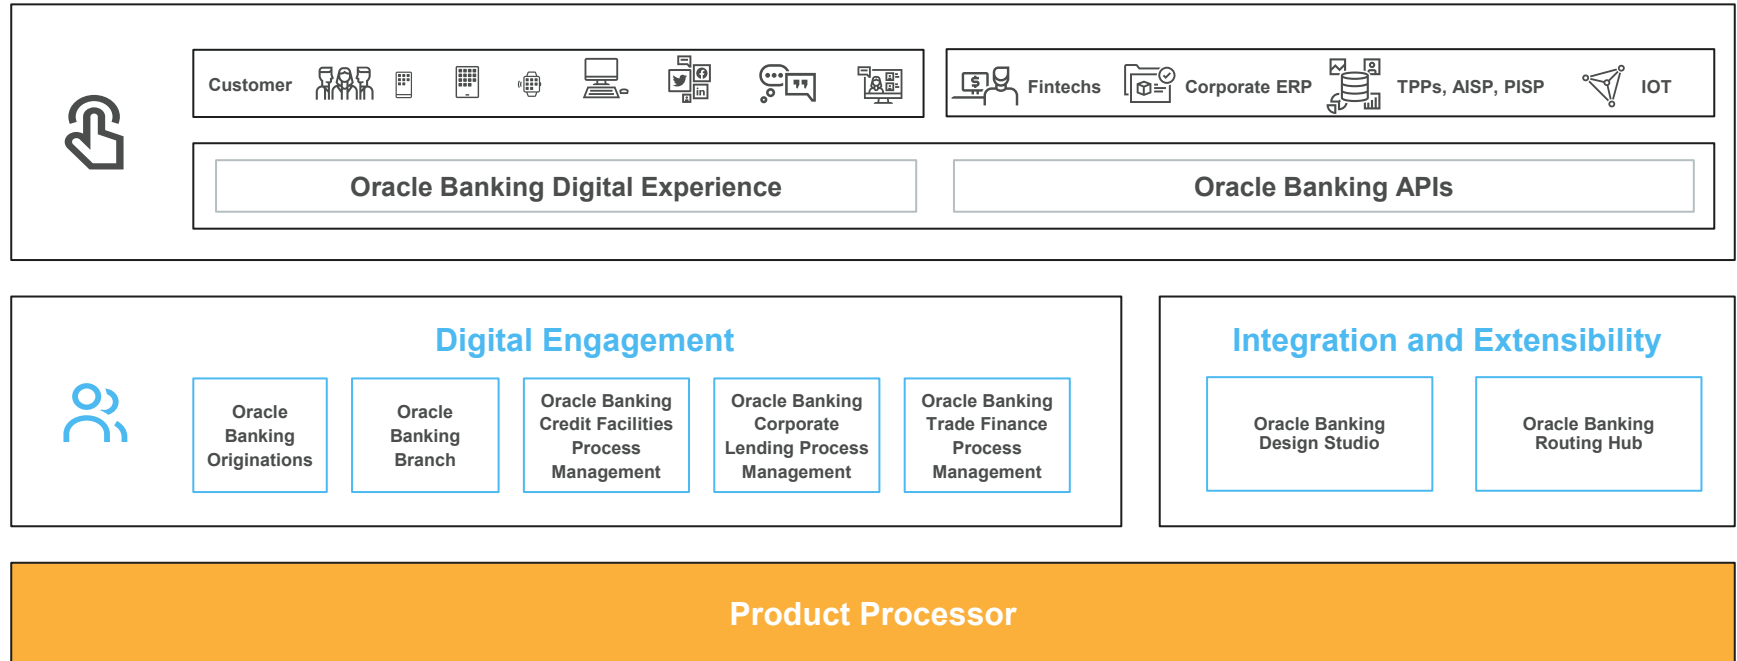 Customer
Fintechs
Corporate ERP
TPPs, AISP, PISP
IOT
Oracle Banking Digital Experience
Oracle Banking APIs
Digital Engagement
Oracle
Banking
Originations
Oracle
Banking
Branch
Oracle Banking
Credit Facilities
Process
Management
Oracle Banking
Corporate
Lending Process
Management
Oracle Banking
Trade Finance
Process
Management
Integration and Extensibility
Oracle Banking
Design Studio
Oracle Banking
Routing Hub
Product Processor